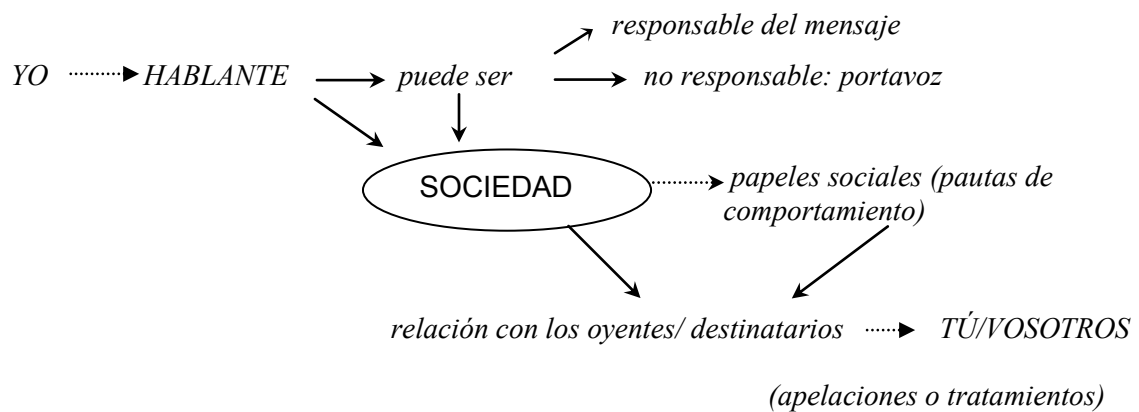 responsable del mensaje
YO HABLANTE puede ser no responsable: portavoz
SOCIEDAD papeles sociales (pautas de
comportamiento)
relación con los oyentes/ destinatarios TÚ/VOSOTROS
(apelaciones o tratamientos)